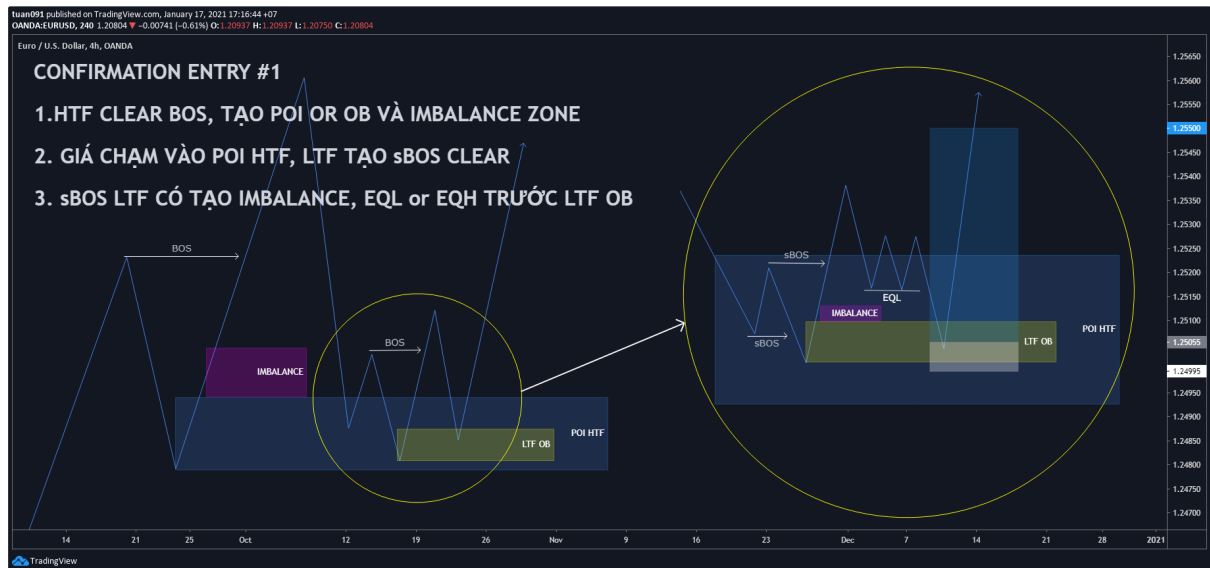 tuan091 published on TradingView.com, January 17, 2021 17:16:44 +07
OANDA:EURUSD, 240 1.20804 ▼ −0.00741 (−0.61%) O:1.20937 H:1.20937 L:1.20750 C:1.20804
Euro / U.S. Dollar, 4h, OANDA
CONFIRMATION ENTRY #1
1.HTF CLEAR BOS, TẠO POI OR OB VÀ IMBALANCE ZONE
2. GIÁ CHẠM VÀO POI HTF, LTF TẠO sBOS CLEAR
3. sBOS LTF CÓ TẠO IMBALANCE, EQL or EQH TRƯỚC LTF OB
BOS
IMBALANCE
BOS
LTF OB
POI HTF
sBOS
sBOS
EQL
IMBALANCE
LTF OB
POI HTF
1.25650
1.25600
1.25550
1.25500
1.25450
1.25400
1.25350
1.25300
1.25250
1.25200
1.25150
1.25100
1.25055
1.24995
1.24950
1.24900
1.24850
1.24800
1.24750
1.24700
14 21 25 Oct 12 19 26 Nov 9 16 23 Dec 7 14 21 28 2021
TradingView